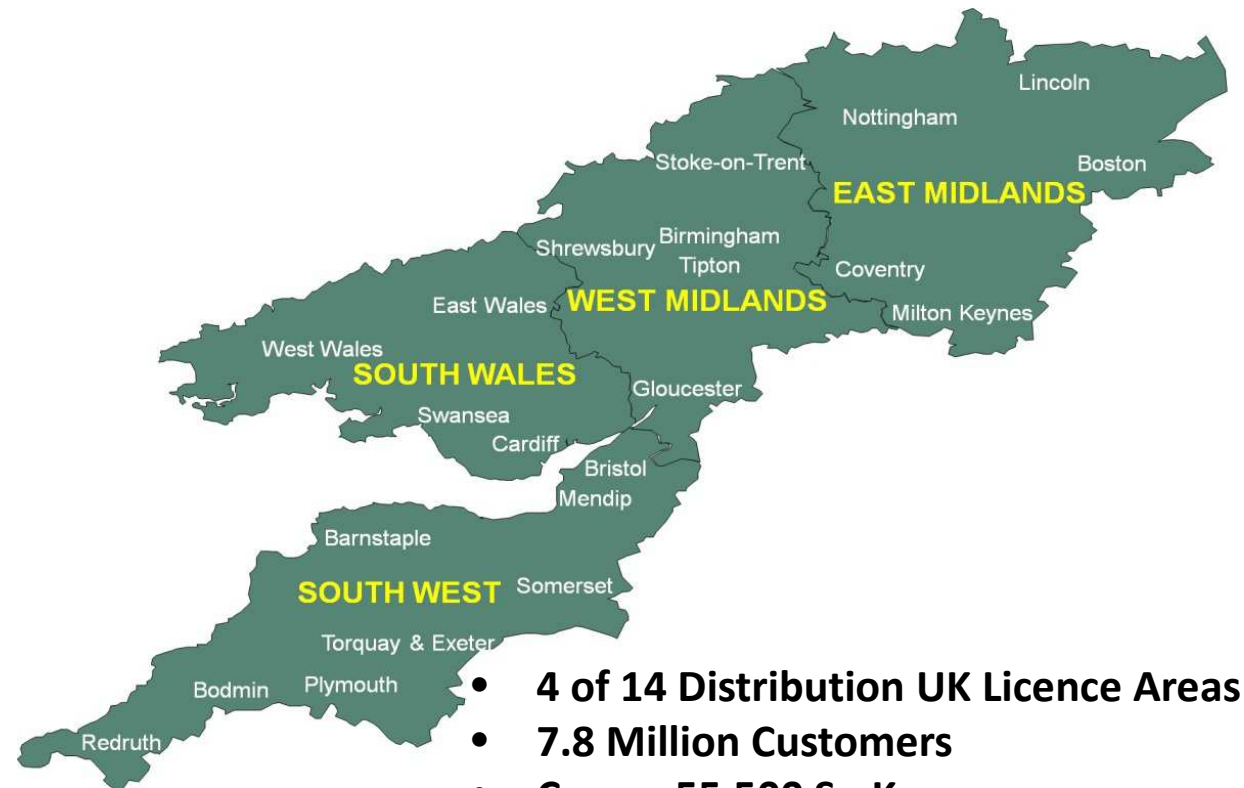 Lincoln
Nottingham
Stoke-on-Trent
Boston
EAST MIDLANDS
Birmingham
Shrewsbury
Tipton
Coventry
East Wales
WEST MIDLANDS
Milton Keynes
West Wales
SOUTH WALES
Gloucester
Swansea
Cardiff
Bristol
Mendip
Barnstaple
SOUTH WEST
Somerset
Torquay & Exeter
Bodmin
Plymouth
Redruth
• 4 of 14 Distribution UK Licence Areas
• 7.8 Million Customers
55,500